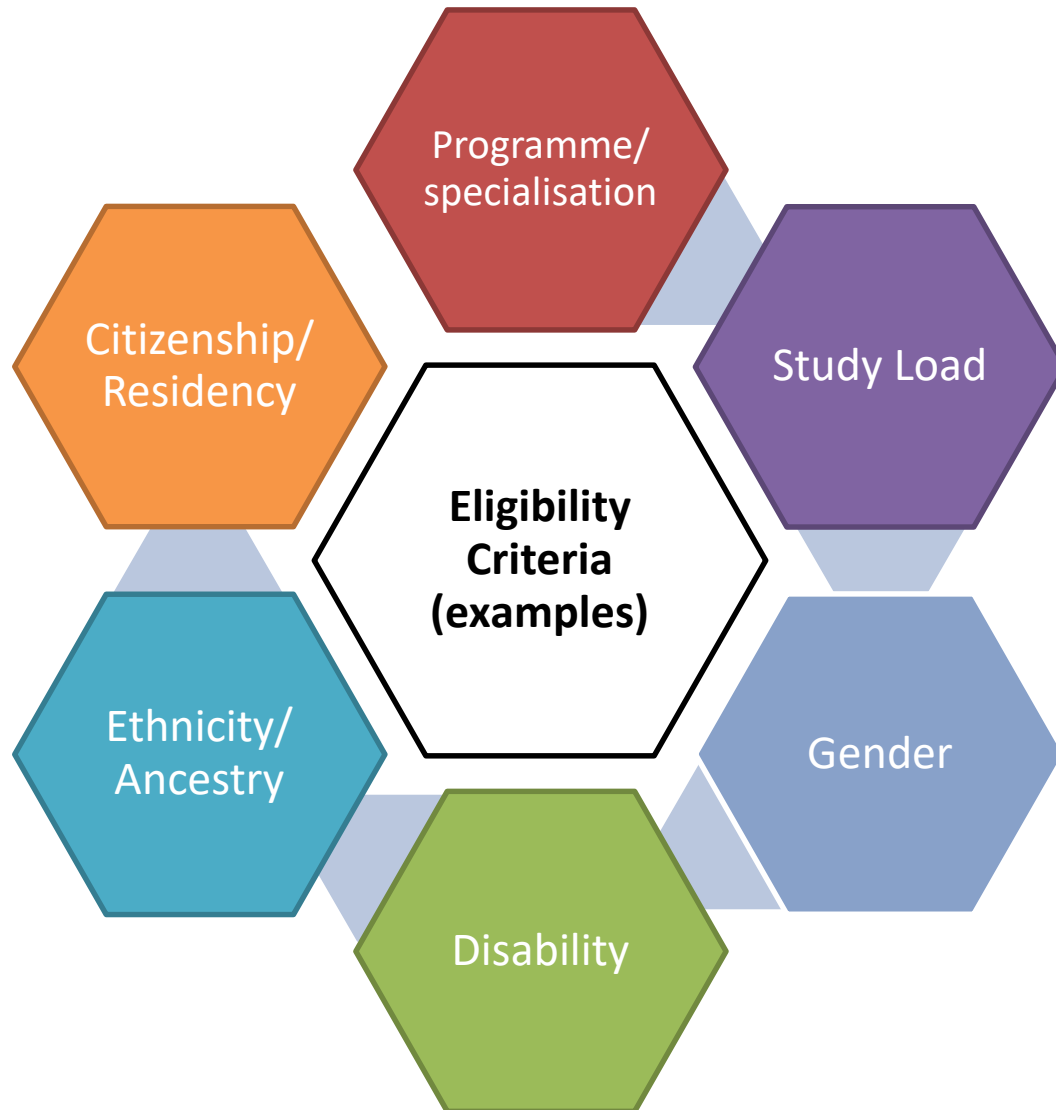 Programme/
specialisation
Study Load
Gender
Disability
Ethnicity/
Ancestry
Citizenship/
Residency
Eligibility
Criteria
(examples)